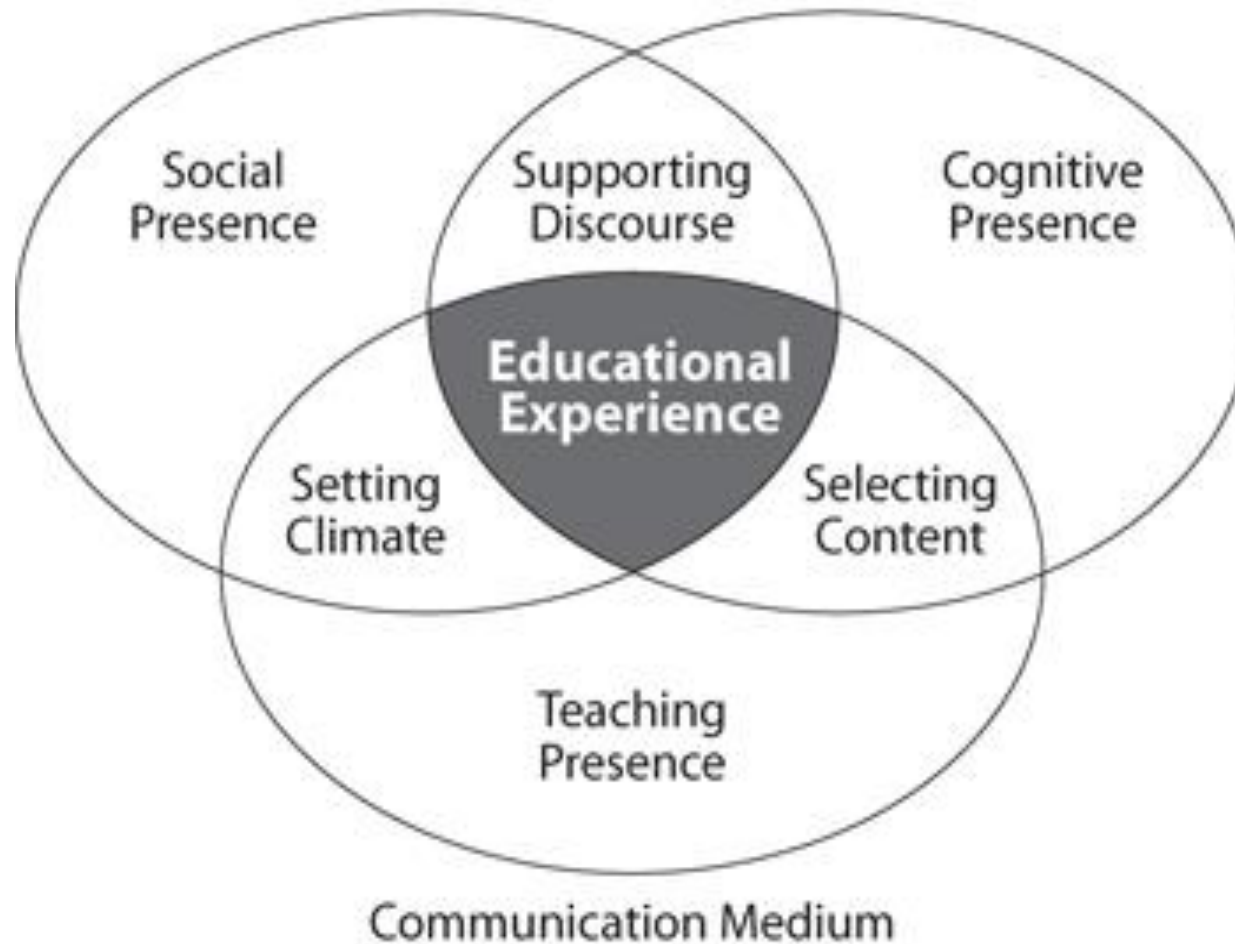 Social
Presence
Supporting
Discourse
Cognitive
Presence
Educational
Experience
Setting
Climate
Selecting
Content
Teaching
Presence
Communication Medium